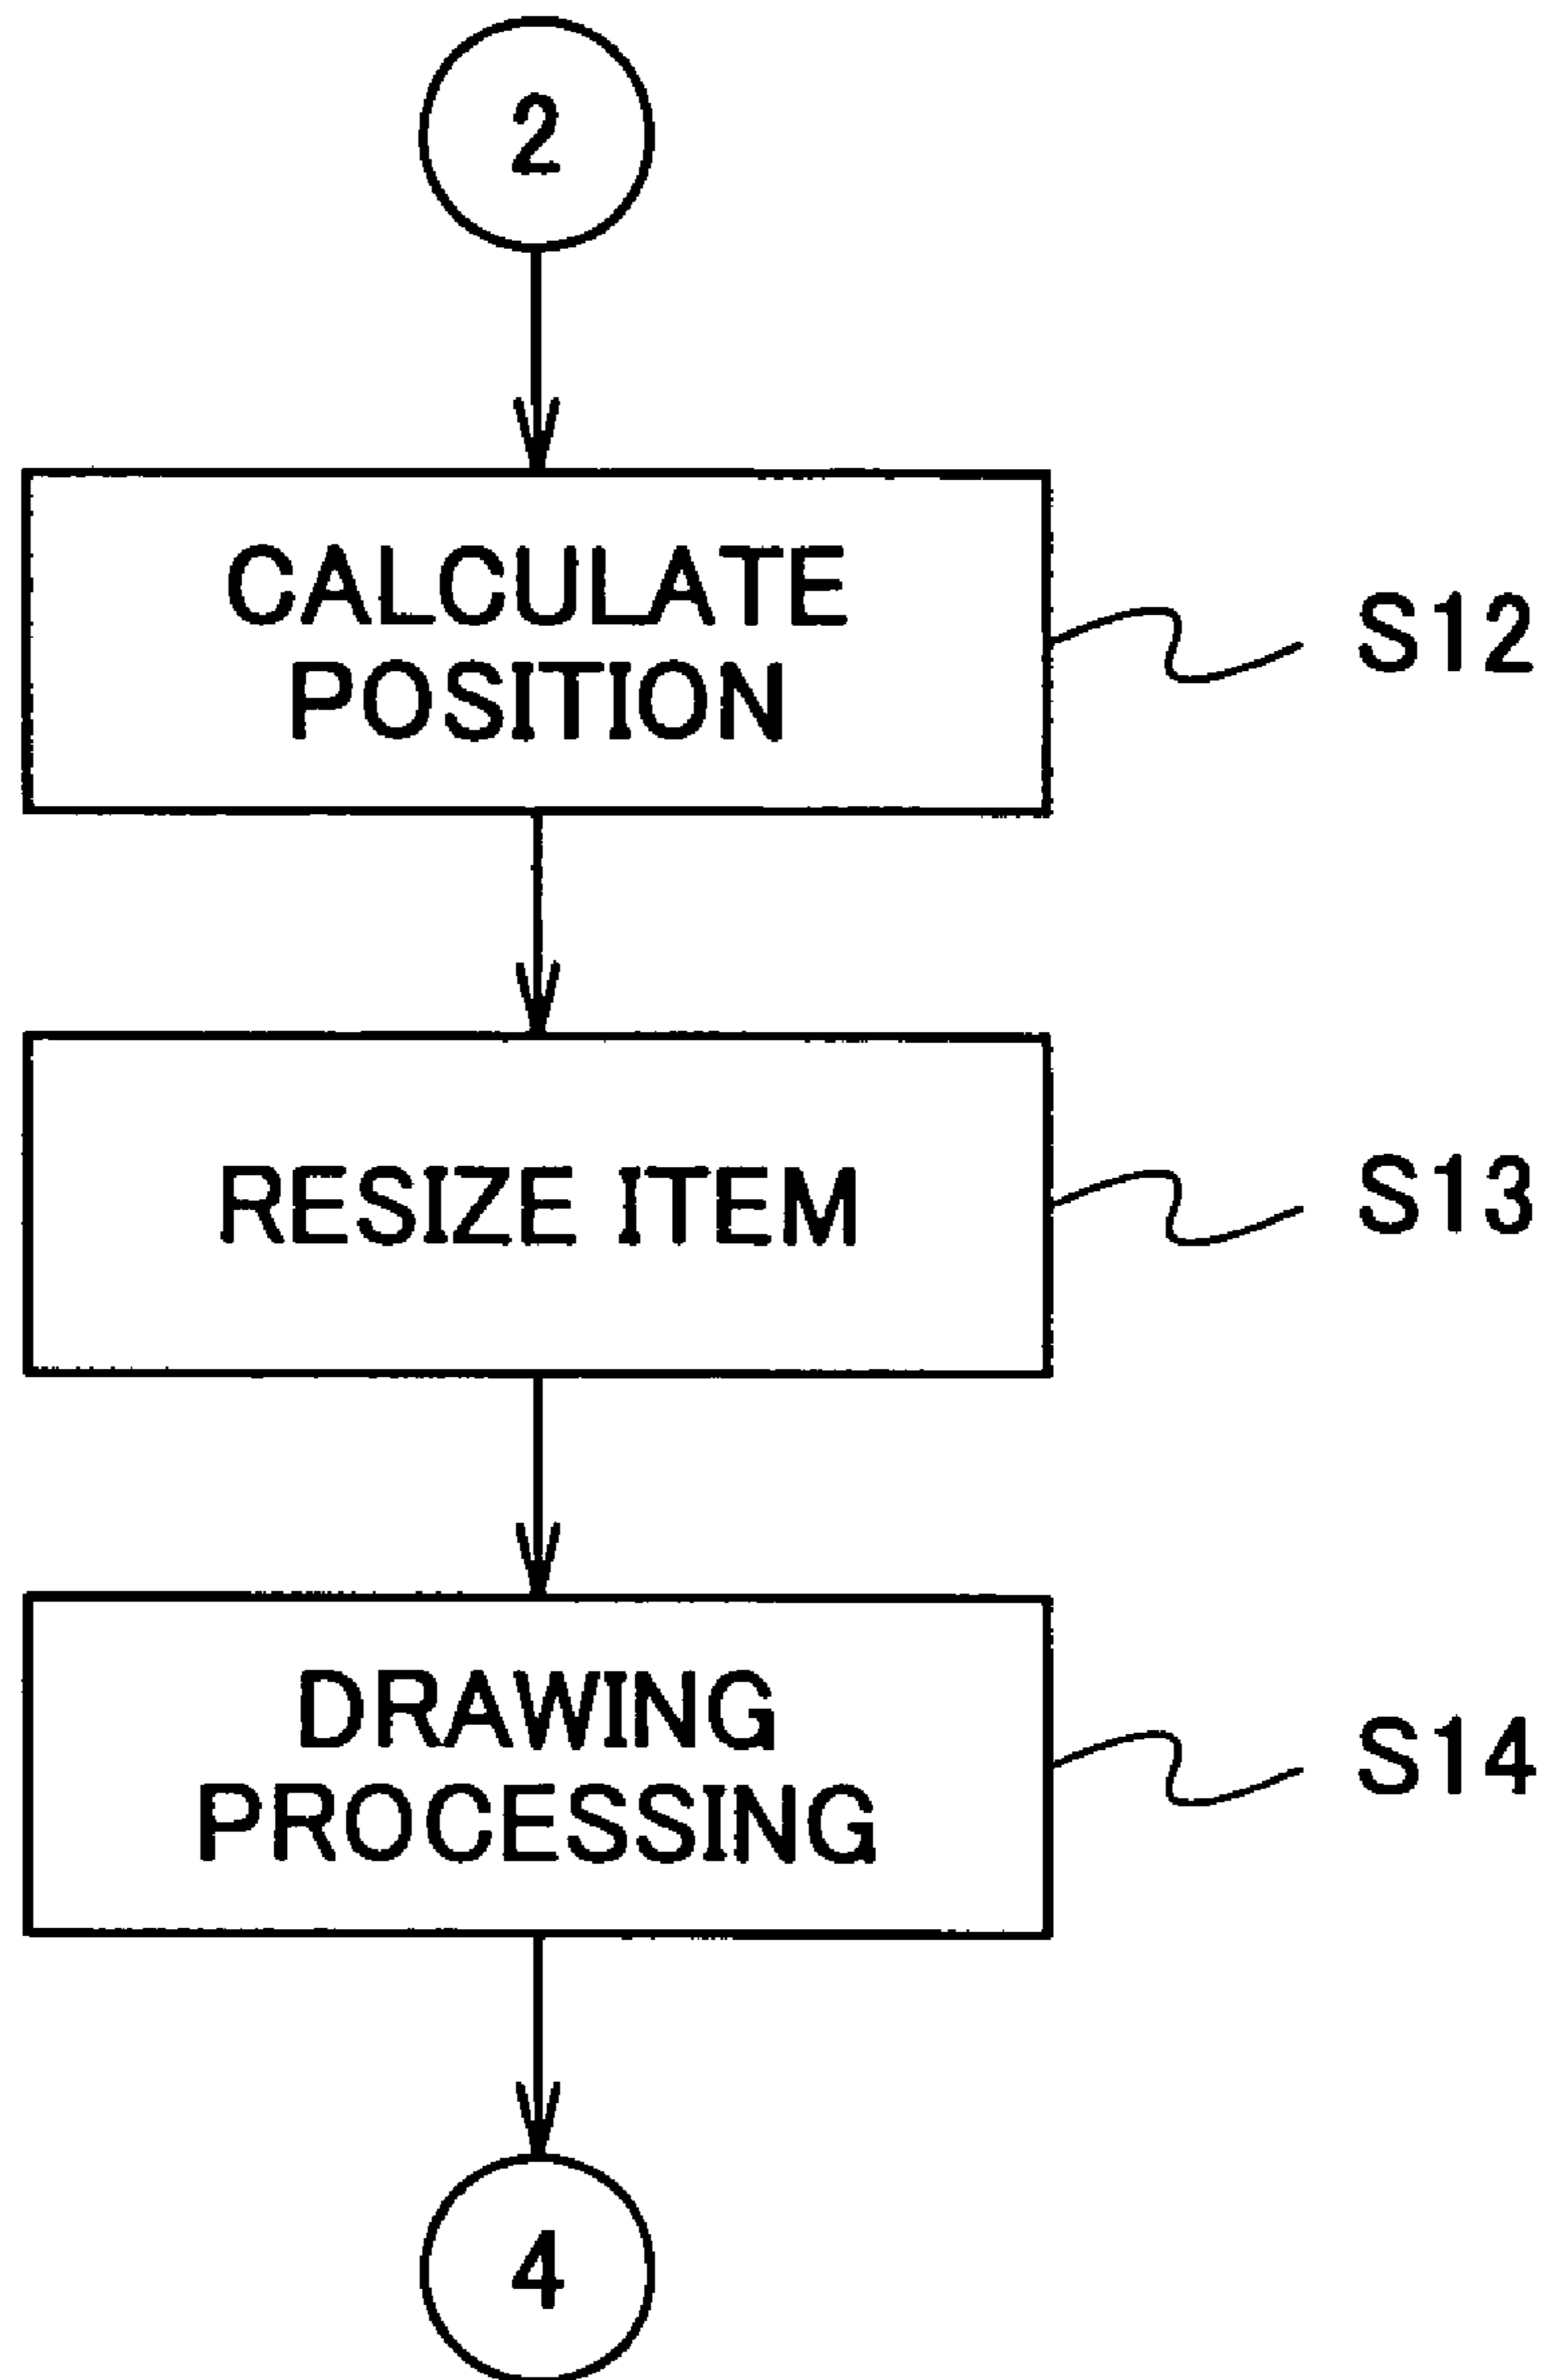 2
CALCULATE
POSITION
S12
RESIZE ITEM
S13
DRAWING
PROCESSING
S14
4